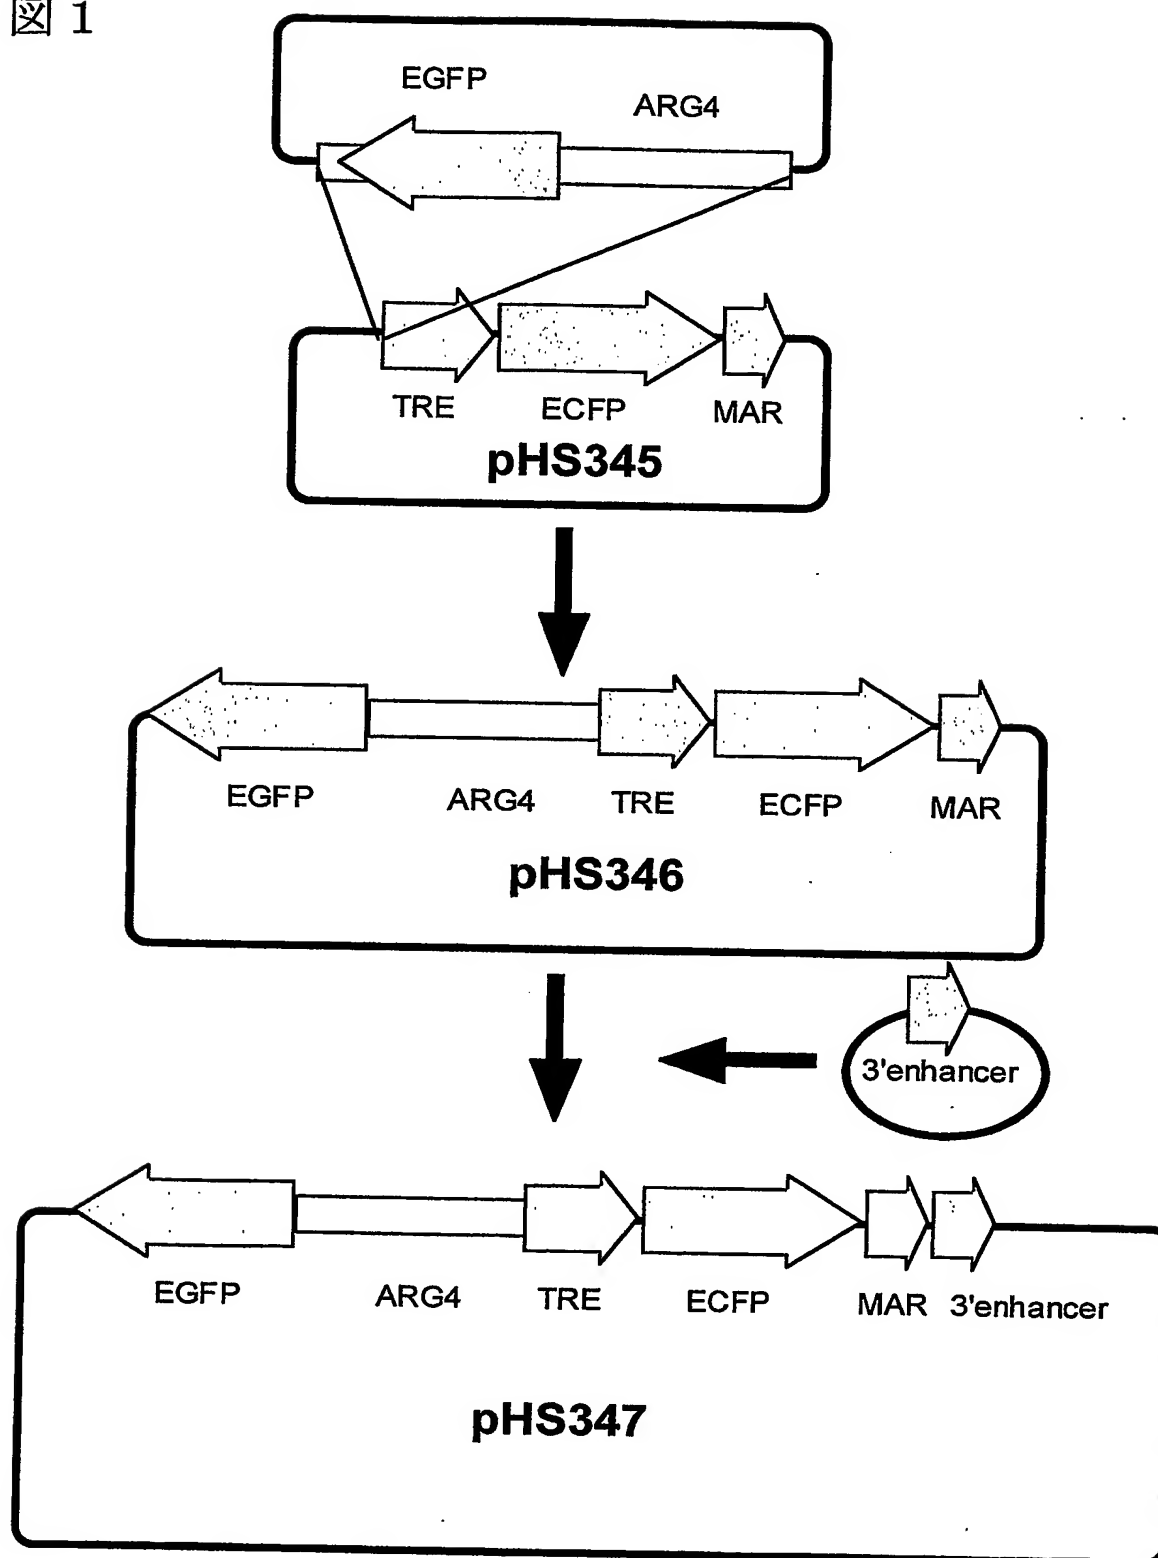 図 1
EGFP
ARG4
TRE ECFP MAR
pHS345
EGFP ARG4 TRE ECFP MAR
pHS346
3'enhancer
EGFP ARG4 TRE ECFP MAR 3'enhancer
pHS347